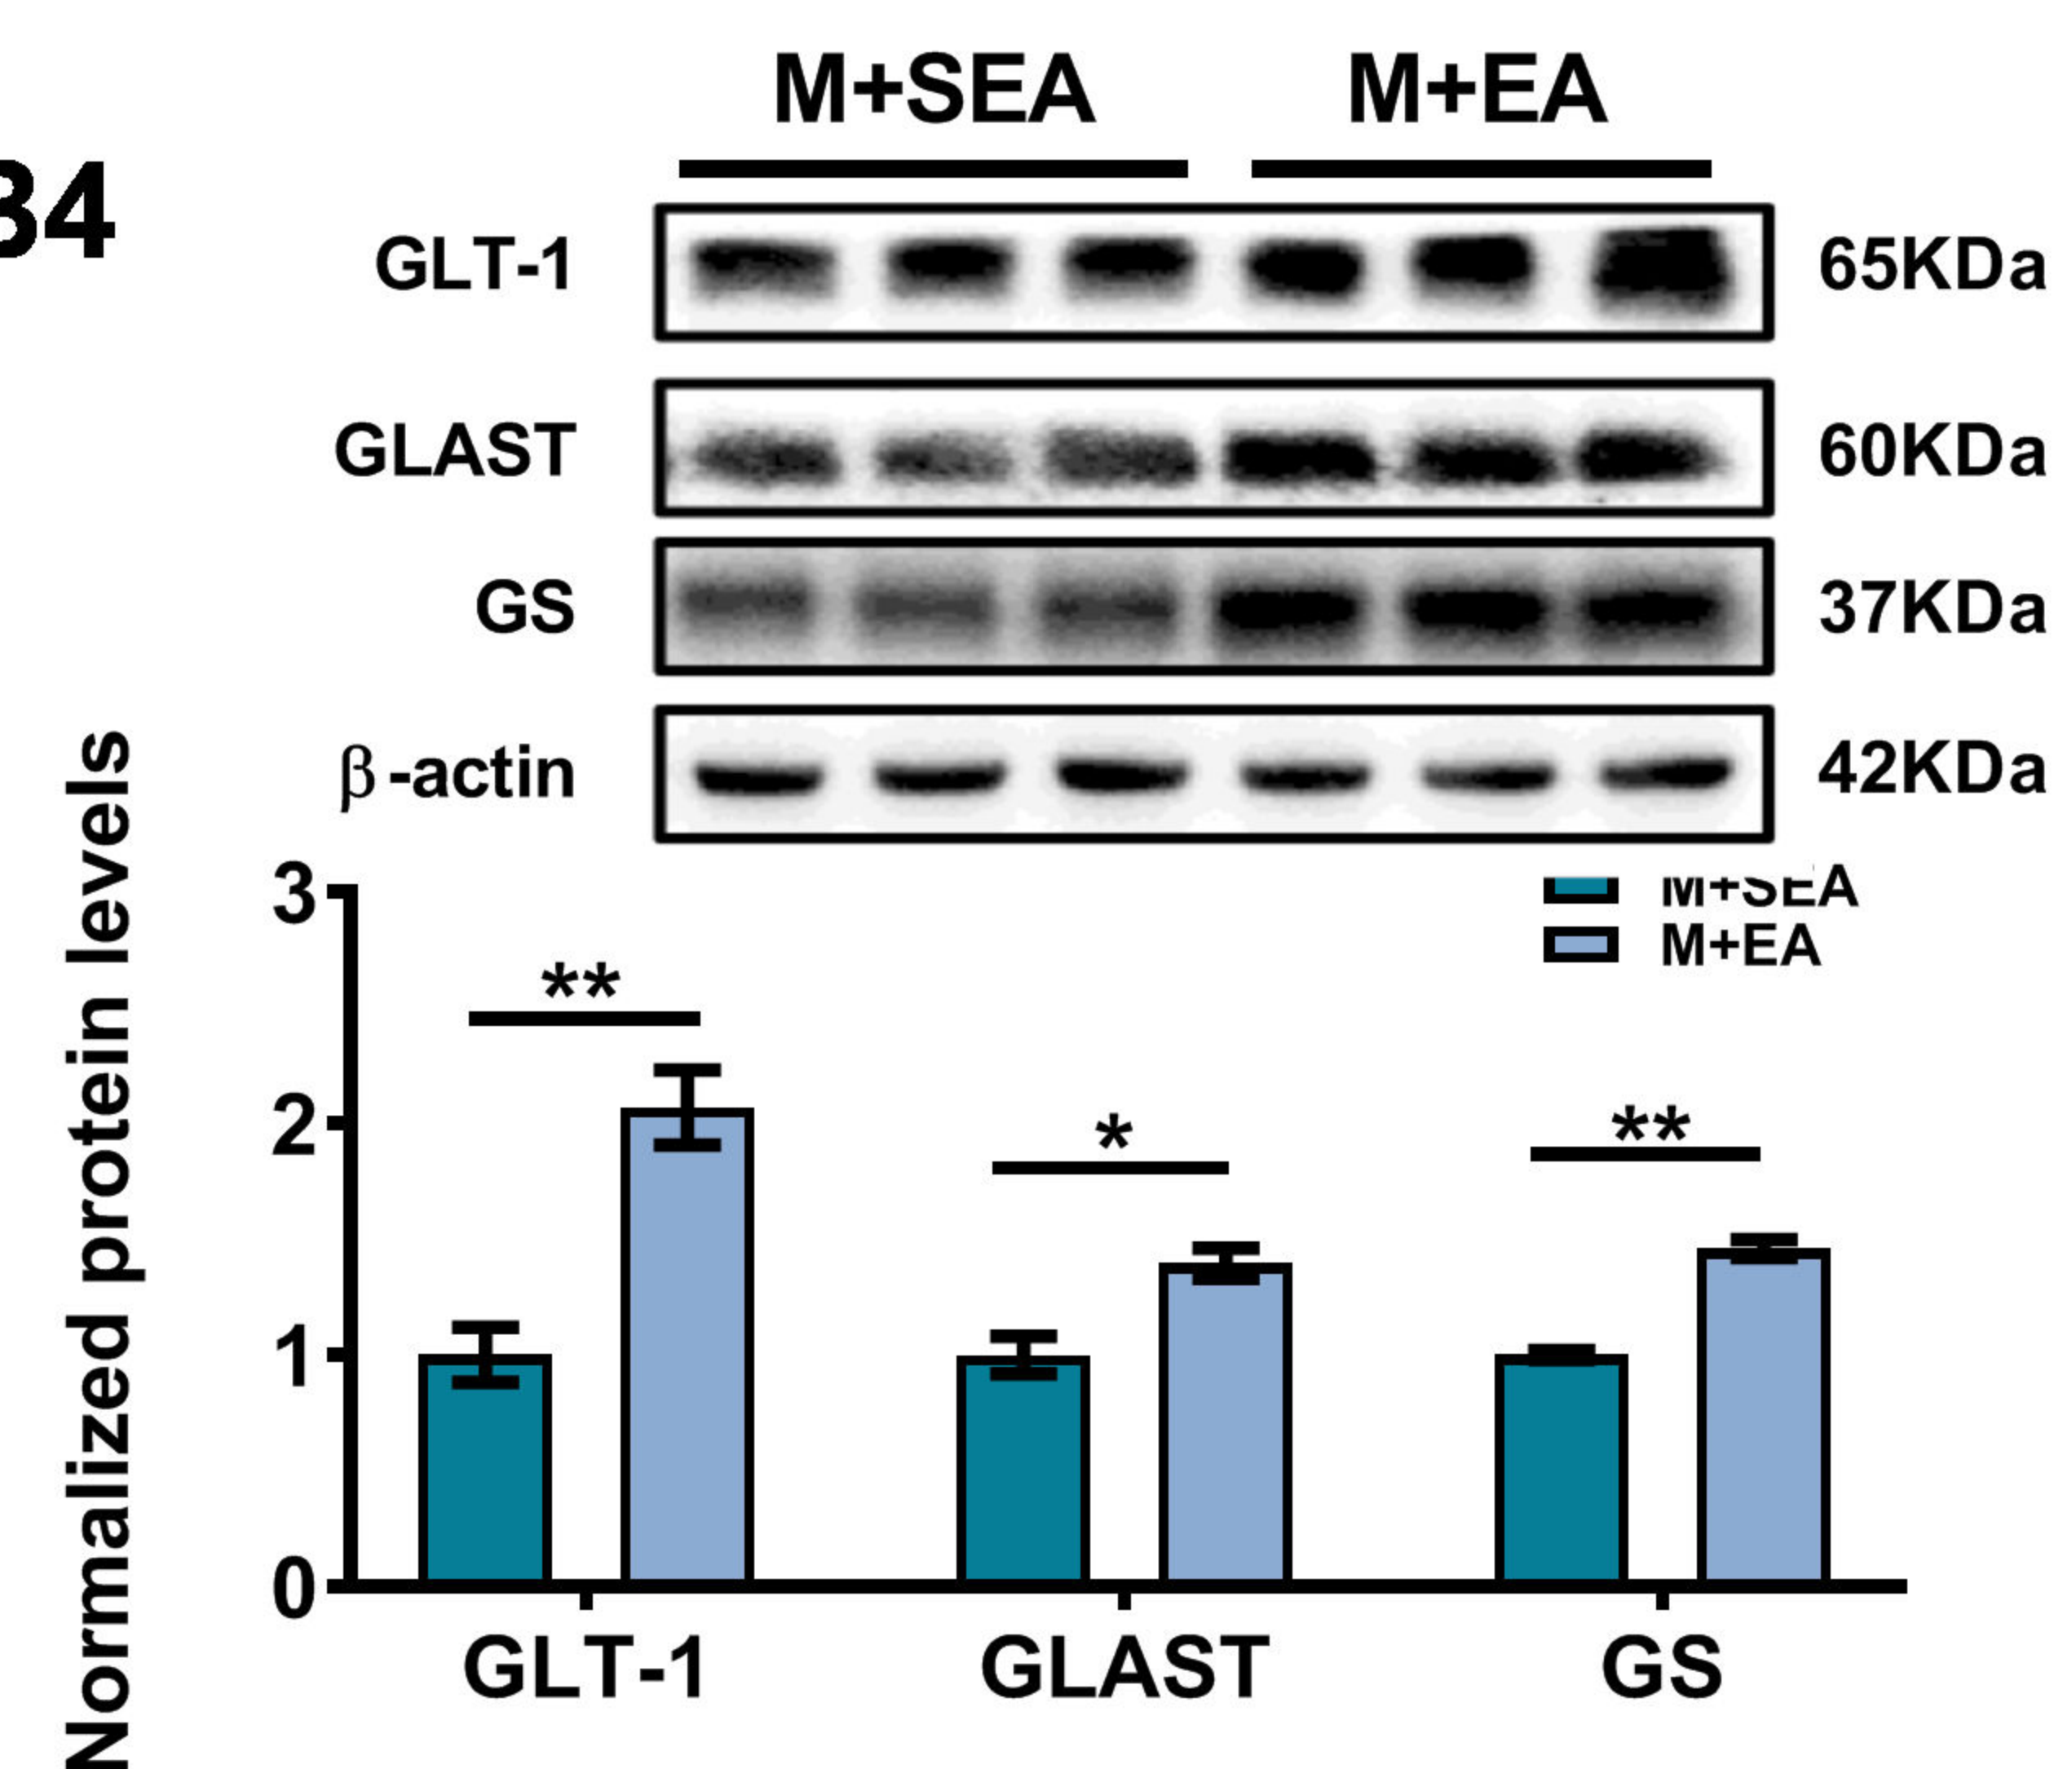 M+SEA M+EA
34
GLT-1 65KDa
GLAST 60KDa
GS 37KDa
β-actin 42KDa
Normalized protein levels
3
2
1
0
M+SEA
M+EA
**
*
**
GLT-1 GLAST GS